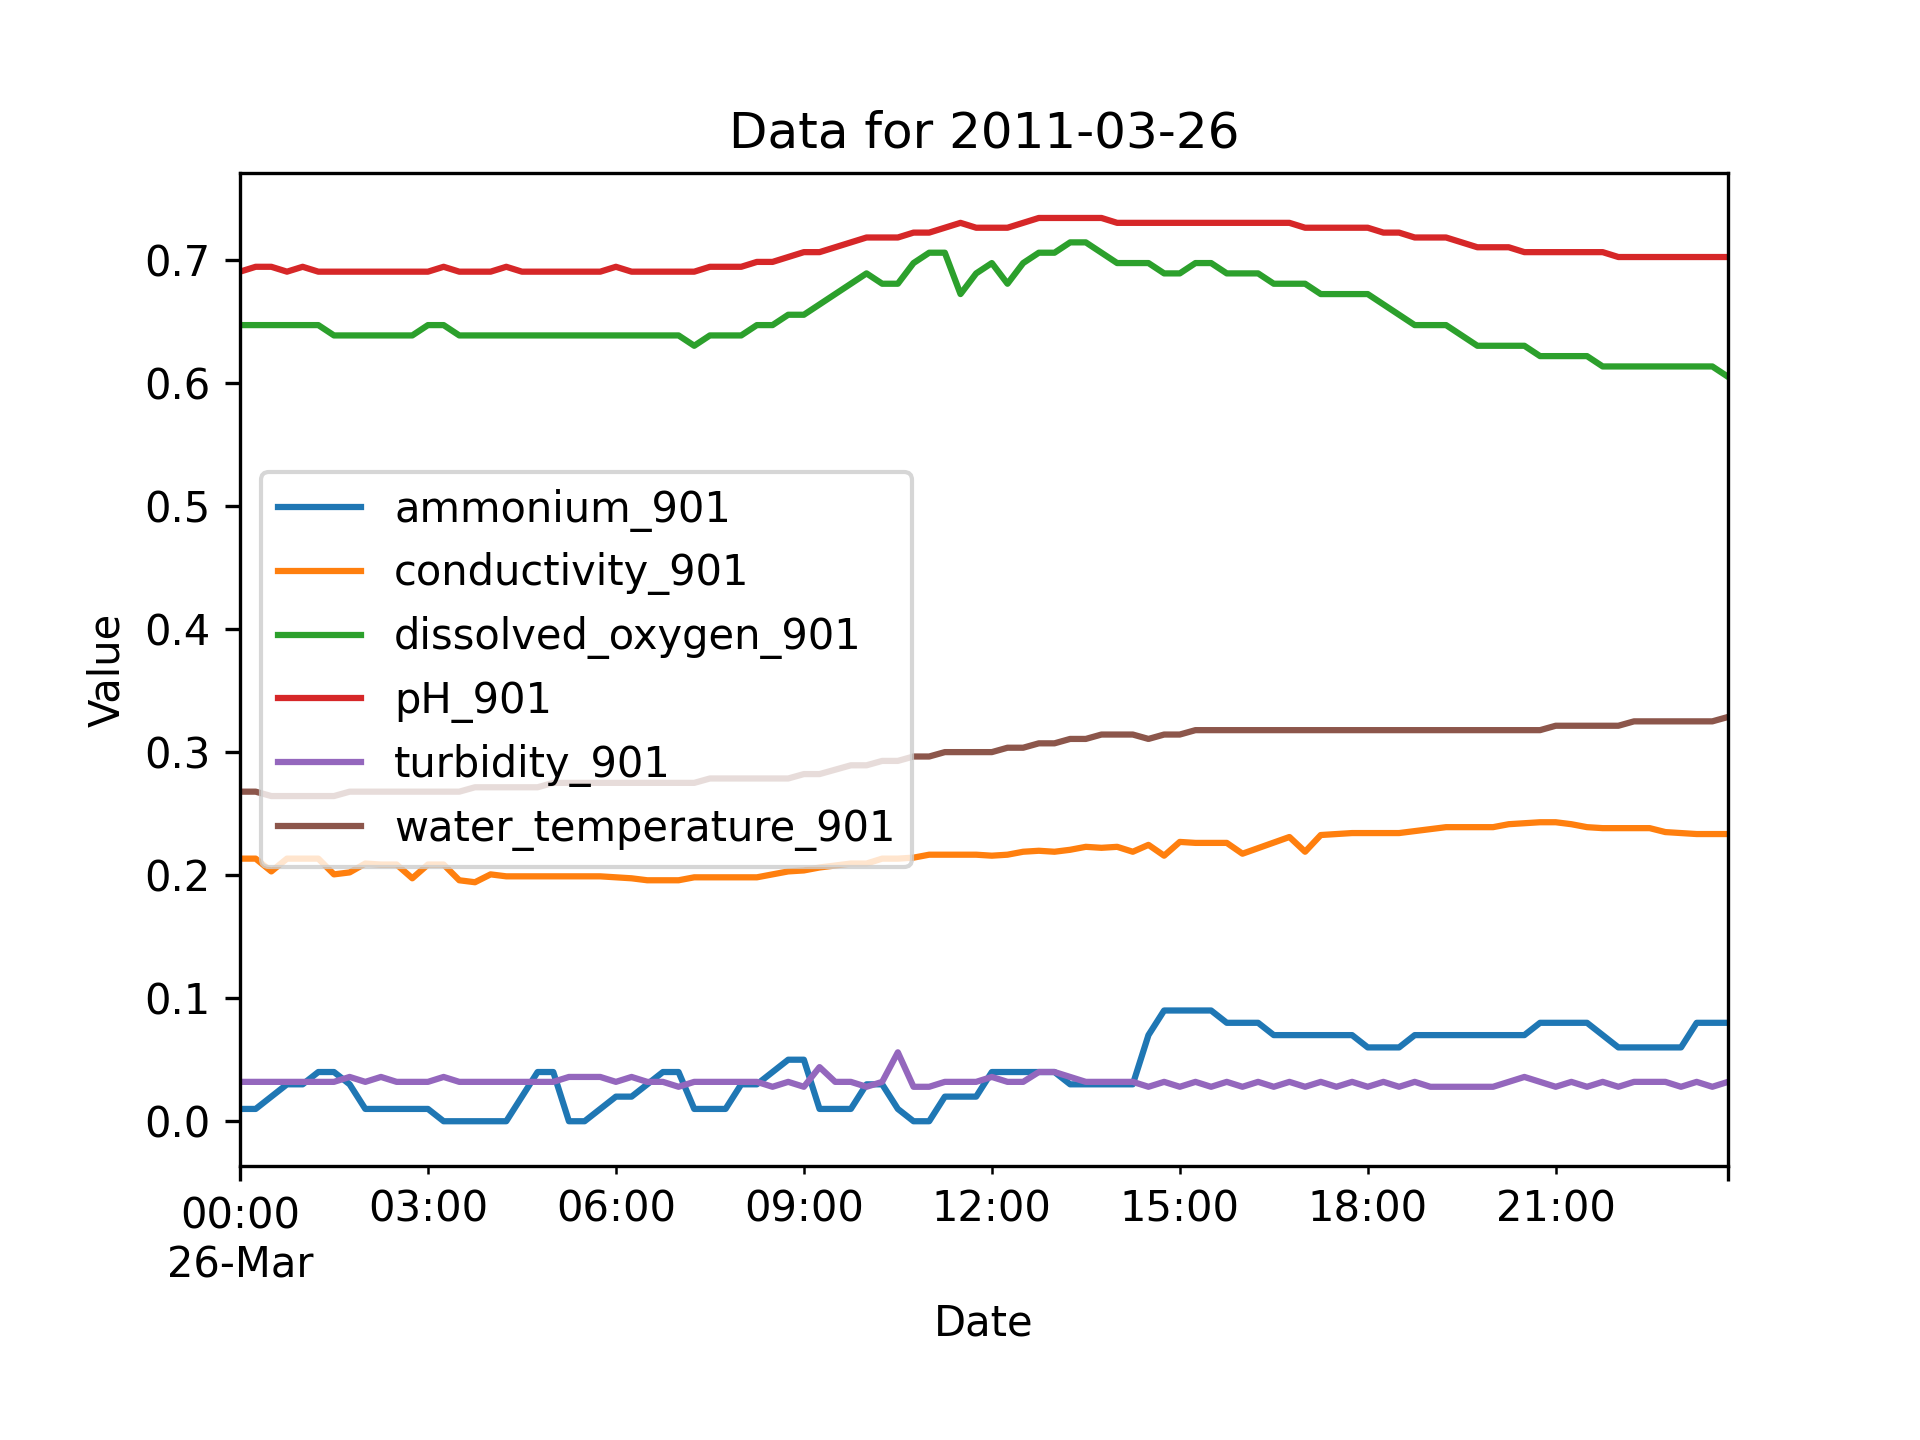 Data for 2011-03-26
Value
0.7
0.6
0.5
0.4
0.3
0.2
0.1
0.0
ammonium_901
conductivity_901
dissolved_oxygen_901
pH_901
turbidity_901
water_temperature_901
00:00 03:00 06:00 09:00 12:00 15:00 18:00 21:00
26-Mar
Date